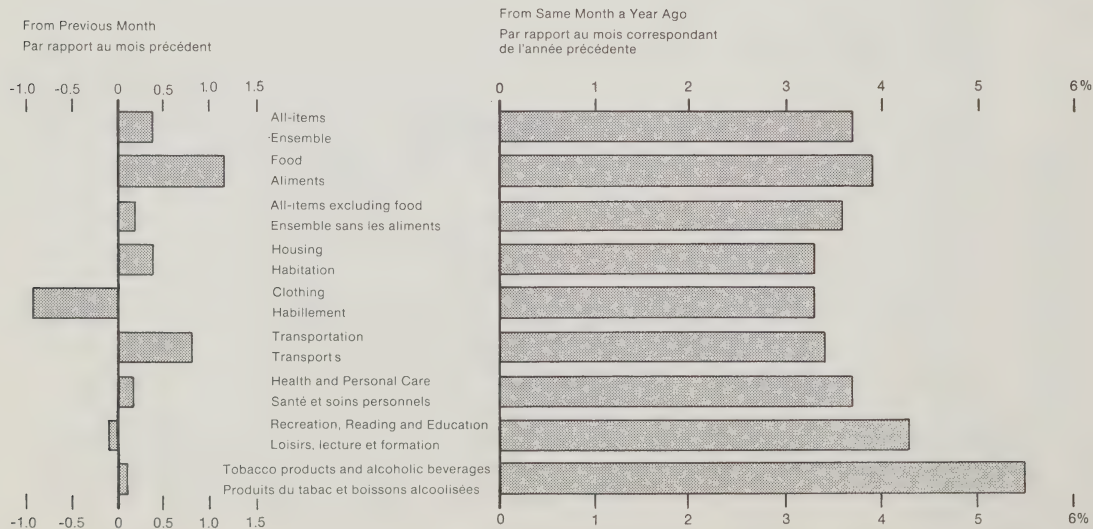 From Previous Month
Par rapport au mois précédent
From Same Month a Year Ago
Par rapport au mois correspondant
de l'année précédente
-1.0 -0.5 0 0.5 1.0 1.5
0 1 2 3 4 5 6%
All-items
Ensemble
Food
Aliments
All-items excluding food
Ensemble sans les aliments
Housing
Habitation
Clothing
Habillement
Transportation
Transports
Health and Personal Care
Santé et soins personnels
Recreation, Reading and Education
Loisirs, lecture et formation
Tobacco products and alcoholic beverages
Produits du tabac et boissons alcoolisées
-1.0 -0.5 0 0.5 1.0 1.5
0 1 2 3 4 5 6%